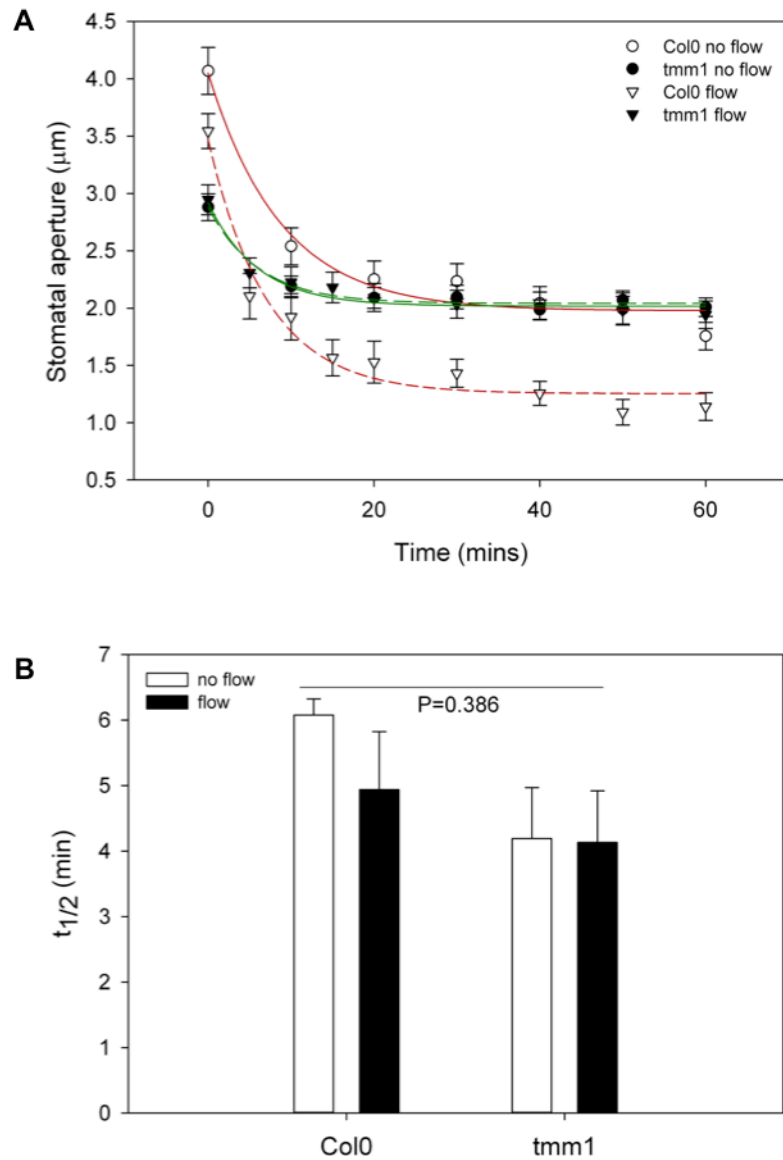 A
4.5
4.0
3.5
3.0
2.5
2.0
1.5
1.0
0.5
Stomatal aperture (μm)
Col0 no flow
tmm1 no flow
Col0 flow
tmm1 flow
0
20
40
60
Time (mins)
B
7
6
5
4
3
2
1
0
t1/2 (min)
no flow
flow
P=0.386
Col0
tmm1